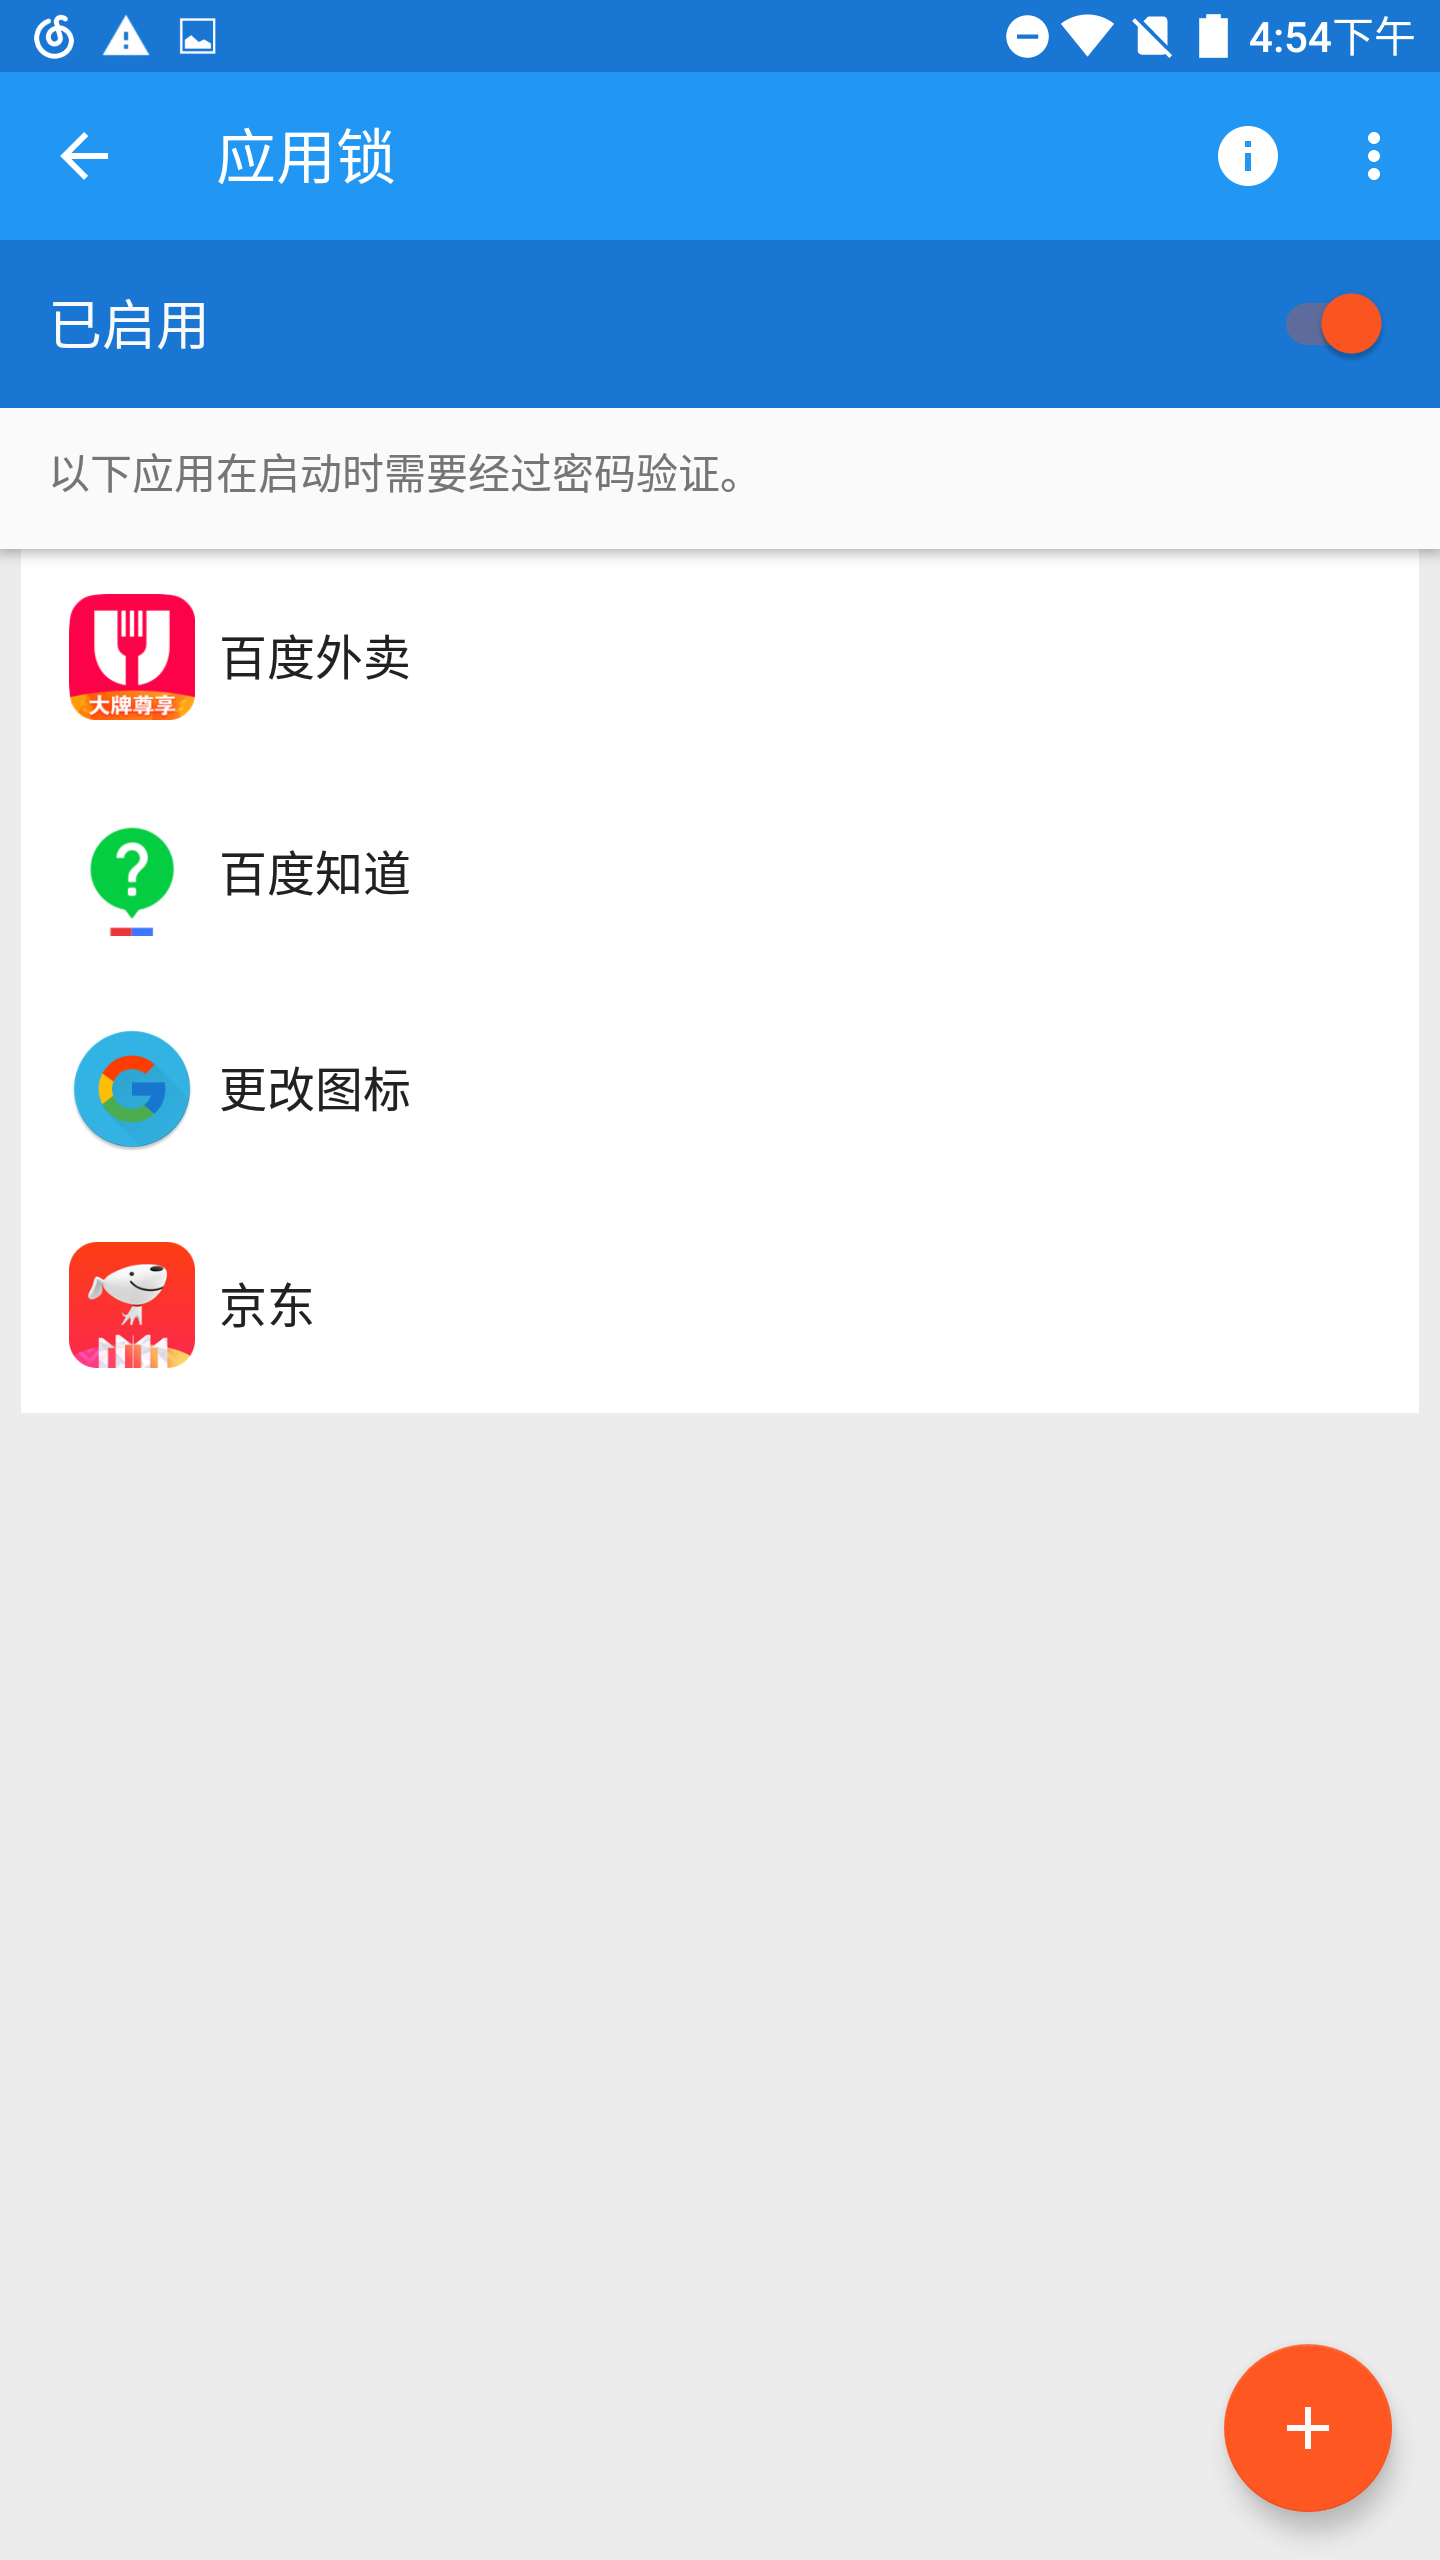 4:54下午
应用锁
已启用
以下应用在启动时需要经过密码验证。
大牌尊享
百度外卖
百度知道
更改图标
京东